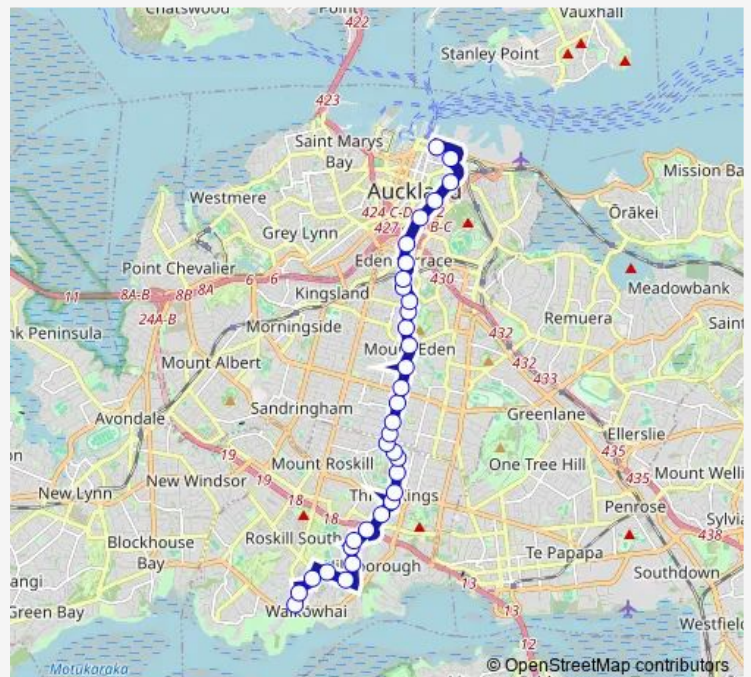 Chatswood
Point
422
Vauxhall
Stanley Point
423
Saint Marys
Bay
Mission Ba
Westmere
Auckland
Ōrākei
424 C-D
2
427
B-C
Grey Lynn
Eden Terrace
Point Chevalier
430
Meadowbank
11
8A-B
8B
8A
6
6
Kingsland
24A-B
Morningside
432
Remuera
Saint
nk Peninsula
Mount Albert
Mount Eden
432
433
Sandringham
Greenlane
Avondale
Ellerslie
435
Mount Roskill
One Tree Hill
435
Mount Welli
19
New Lynn
New Windsor
19
Penrose
18
18
Sylvia
438
Roskill South
Blockhouse
Bay
Te Papapa
Southdown
angi
13
Green Bay
13
Waikowhai
Westfield
12
Motukaraka
© OpenStreetMap contributors